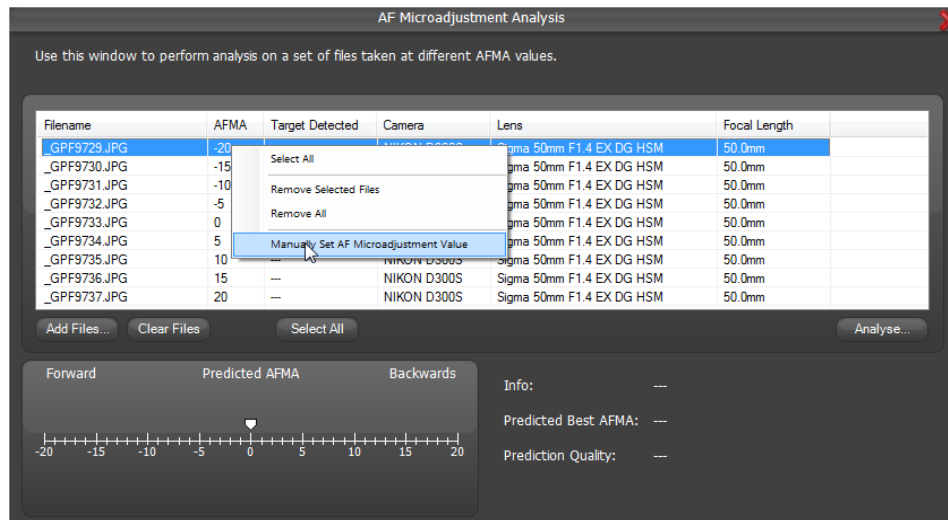 AF Microadjustment Analysis
Use this window to perform analysis on a set of files taken at different AFMA values.
Filename AFMA Target Detected Camera Lens Focal Length
_GPF9729.JPG -20 Sigma 50mm F1.4 EX DG HSM 50.0mm
_GPF9730.JPG -15 gma 50mm F1.4 EX DG HSM 50.0mm
_GPF9731.JPG -10 gma 50mm F1.4 EX DG HSM 50.0mm
_GPF9732.JPG -5 gma 50mm F1.4 EX DG HSM 50.0mm
_GPF9733.JPG 0 gma 50mm F1.4 EX DG HSM 50.0mm
_GPF9734.JPG 5 gma 50mm F1.4 EX DG HSM 50.0mm
_GPF9735.JPG 10 --- NIKON D300S Sigma 50mm F1.4 EX DG HSM 50.0mm
_GPF9736.JPG 15 --- NIKON D300S Sigma 50mm F1.4 EX DG HSM 50.0mm
_GPF9737.JPG 20 --- NIKON D300S Sigma 50mm F1.4 EX DG HSM 50.0mm
Select All
Remove Selected Files
Remove All
Manually Set AF Microadjustment Value
Add Files... Clear Files Select All Analyse...
Forward Predicted AFMA Backwards
-20 -15 -10 -5 0 5 10 15 20
Info: ---
Predicted Best AFMA: ---
Prediction Quality: ---